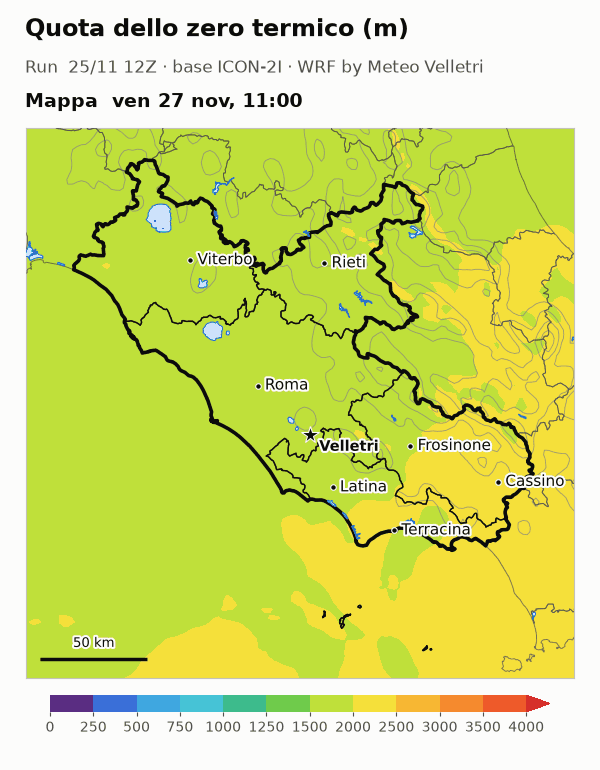 Quota dello zero termico (m)
Run 25/11 12Z · base ICON-2I · WRF by Meteo Velletri
Mappa ven 27 nov, 11:00
Viterbo
Rieti
Roma
Velletri
Frosinone
Cassino
Latina
Terracina
50 km
0 250 500 750 1000 1250 1500 2000 2500 3000 3500 4000